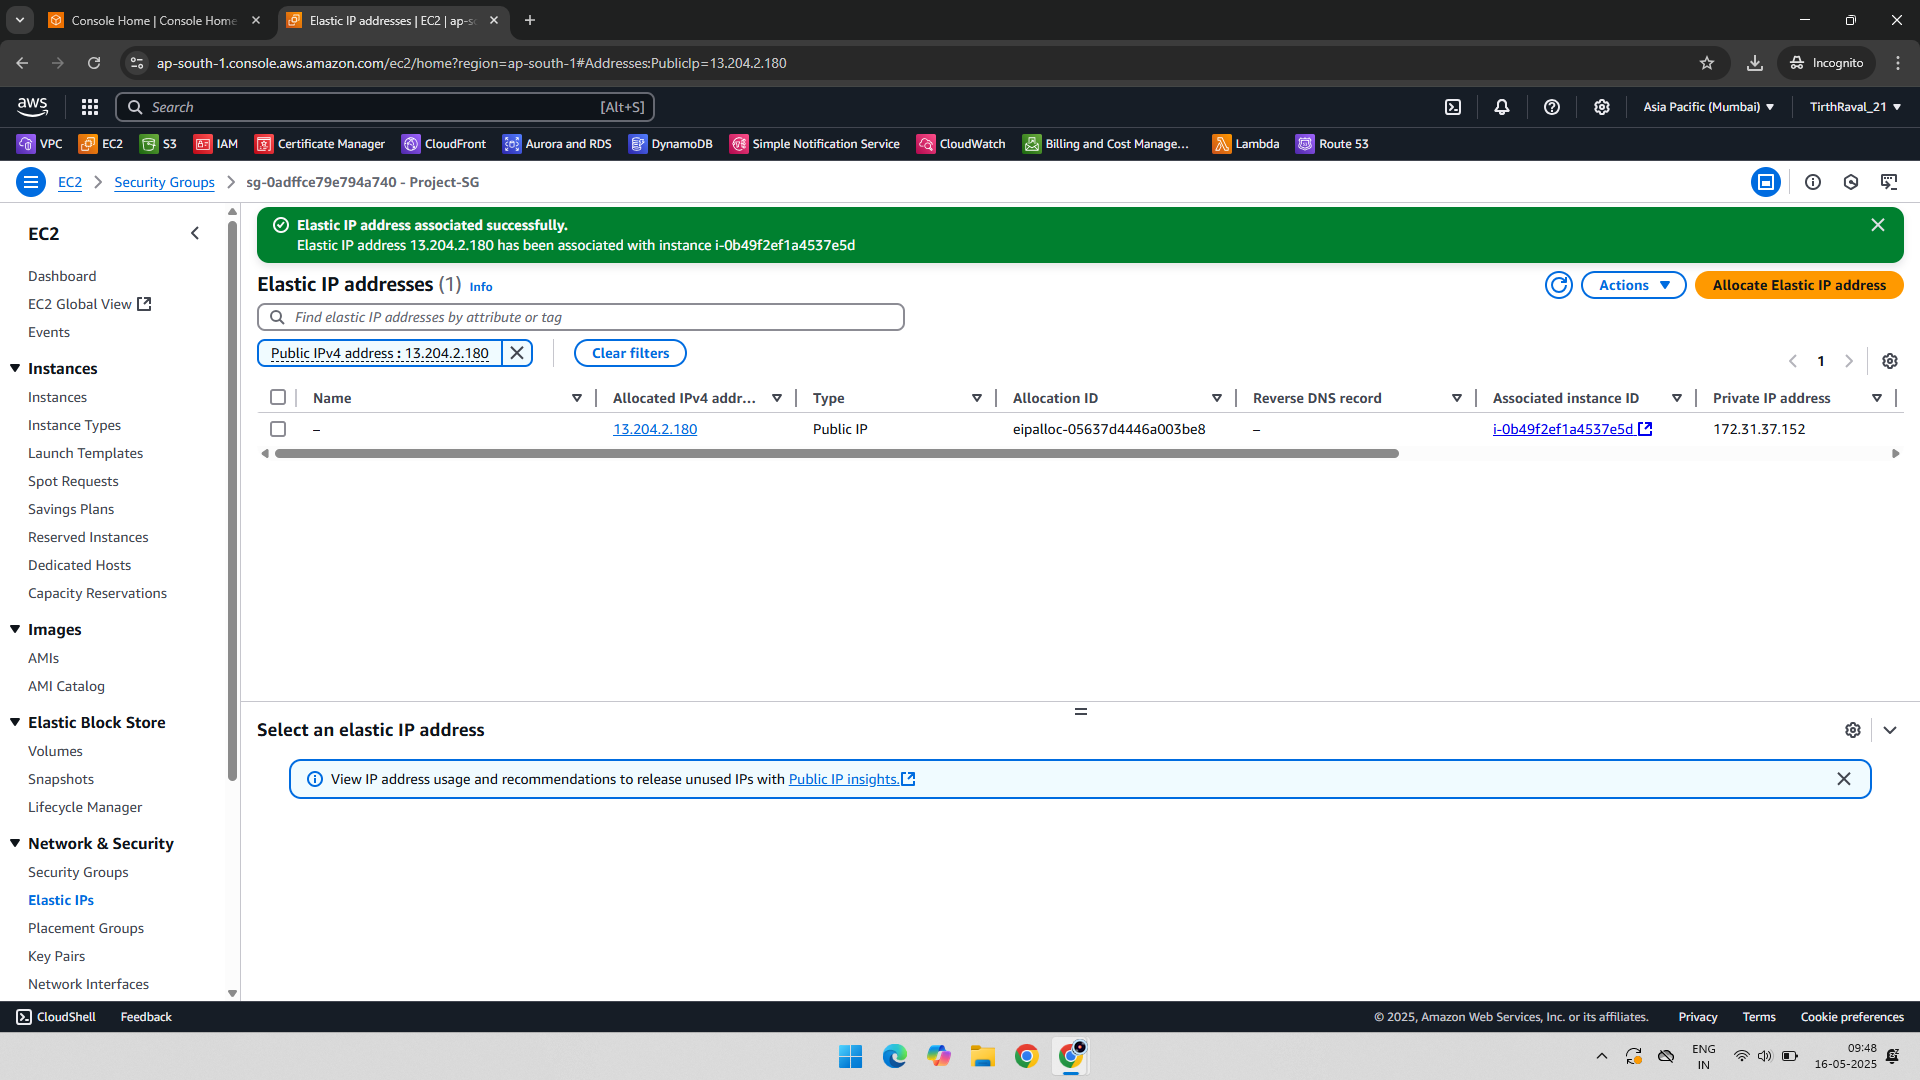 Console Home | Console Home
Elastic IP addresses | EC2 | ap-so
ap-south-1.console.aws.amazon.com/ec2/home?region=ap-south-1#Addresses:PublicIp=13.204.2.180
Incognito
aws
Search
[Alt+S]
Asia Pacific (Mumbai)
TirthRaval_21
VPC
EC2
S3
IAM
Certificate Manager
CloudFront
Aurora and RDS
DynamoDB
Simple Notification Service
CloudWatch
Billing and Cost Manage...
Lambda
Route 53
EC2
Security Groups
sg-0adffce79e794a740 - Project-SG
EC2
Dashboard
EC2 Global View
Events
Instances
Instances
Instance Types
Launch Templates
Spot Requests
Savings Plans
Reserved Instances
Dedicated Hosts
Capacity Reservations
Images
AMIs
AMI Catalog
Elastic Block Store
Volumes
Snapshots
Lifecycle Manager
Network & Security
Security Groups
Elastic IPs
Placement Groups
Key Pairs
Network Interfaces
Elastic IP address associated successfully.
Elastic IP address 13.204.2.180 has been associated with instance i-0b49f2ef1a4537e5d
Elastic IP addresses (1) Info
Actions
Allocate Elastic IP address
Find elastic IP addresses by attribute or tag
Public IPv4 address : 13.204.2.180
Clear filters
1
Name
Allocated IPv4 addr...
Type
Allocation ID
Reverse DNS record
Associated instance ID
Private IP address
–
13.204.2.180
Public IP
eipalloc-05637d4446a003be8
–
i-0b49f2ef1a4537e5d
172.31.37.152
Select an elastic IP address
View IP address usage and recommendations to release unused IPs with Public IP insights.
CloudShell
Feedback
© 2025, Amazon Web Services, Inc. or its affiliates.
Privacy
Terms
Cookie preferences
ENG
IN
09:48
16-05-2025